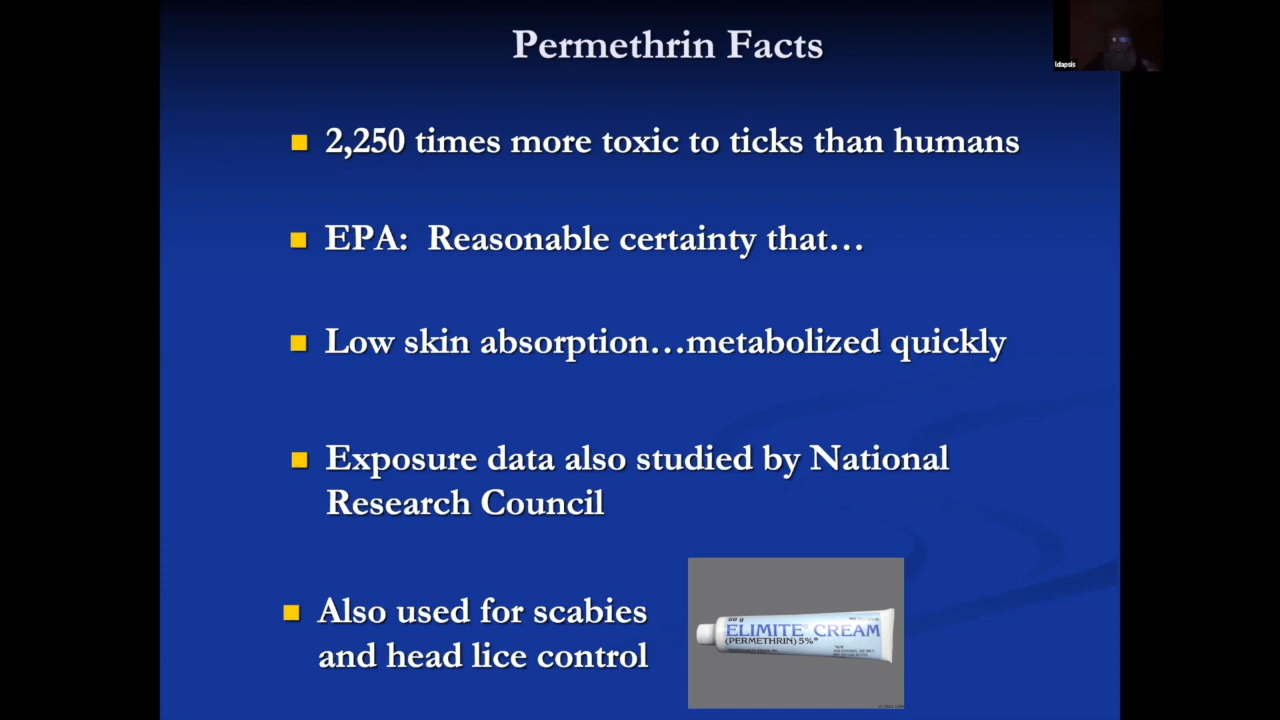 Permethrin Facts
ldapsis
2,250 times more toxic to ticks than humans
EPA: Reasonable certainty that…
Low skin absorption…metabolized quickly
Exposure data also studied by National
Research Council
Also used for scabies
and head lice control
ELIMITE® CREAM
(PERMETHRIN) 5%*